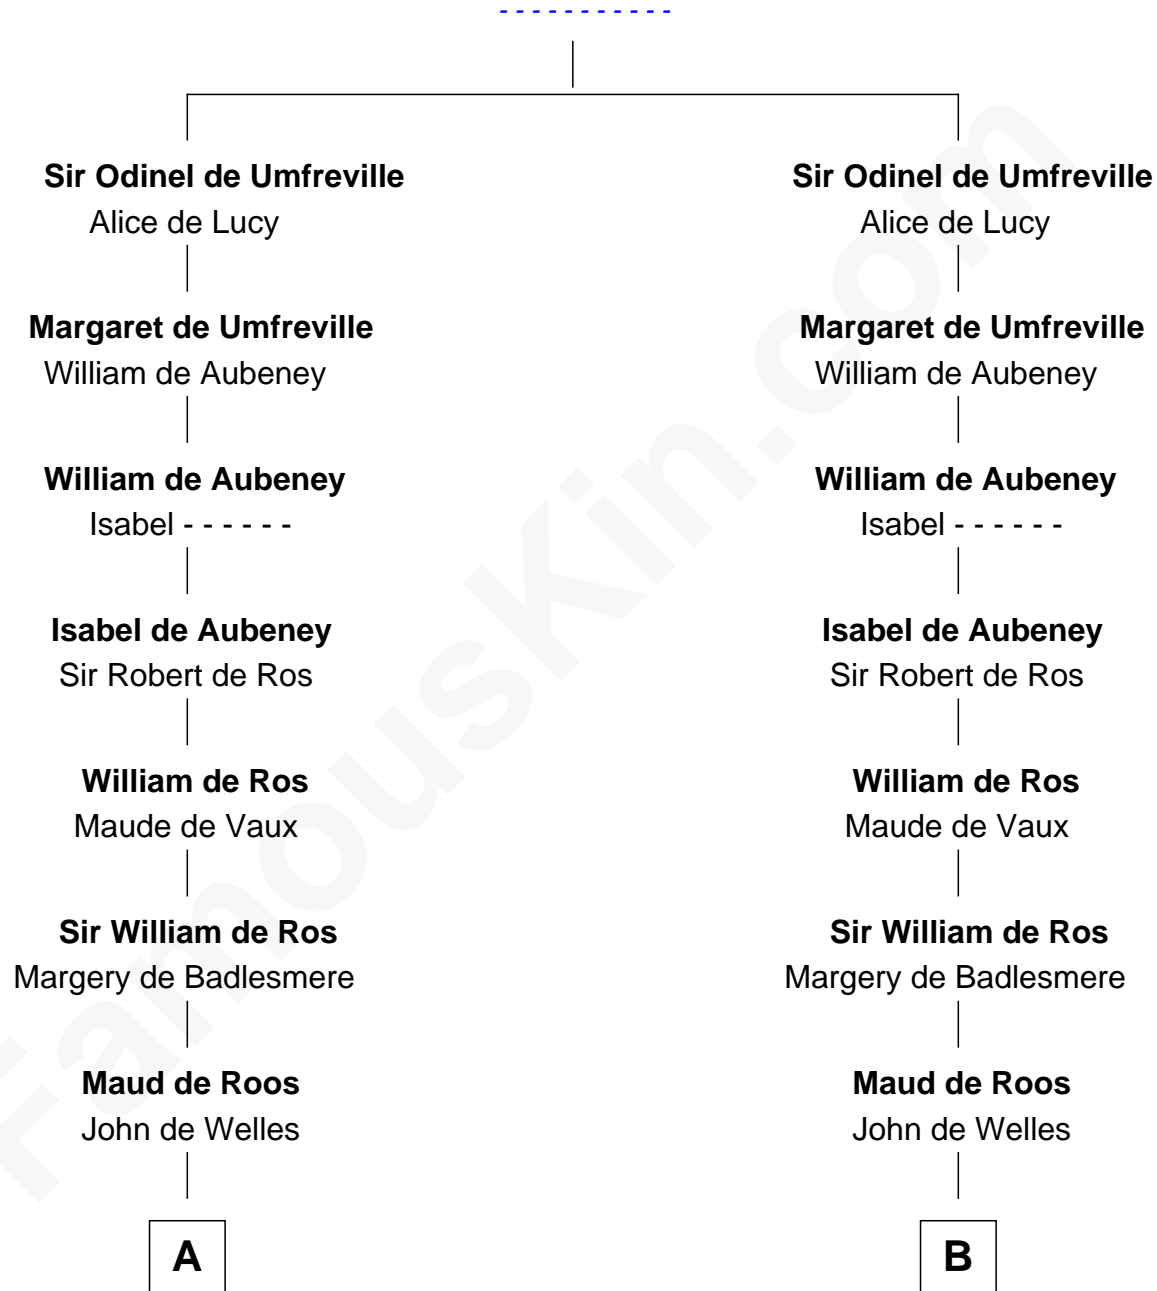 - - - - - - - - - - -
Sir Odinel de Umfreville
Alice de Lucy
Margaret de Umfreville
William de Aubeney
William de Aubeney
Isabel - - - - - -
Isabel de Aubeney
Sir Robert de Ros
William de Ros
Maude de Vaux
Sir William de Ros
Margery de Badlesmere
Maud de Roos
John de Welles
A
Sir Odinel de Umfreville
Alice de Lucy
Margaret de Umfreville
William de Aubeney
William de Aubeney
Isabel - - - - - -
Isabel de Aubeney
Sir Robert de Ros
William de Ros
Maude de Vaux
Sir William de Ros
Margery de Badlesmere
Maud de Roos
John de Welles
B
FamousKin.com